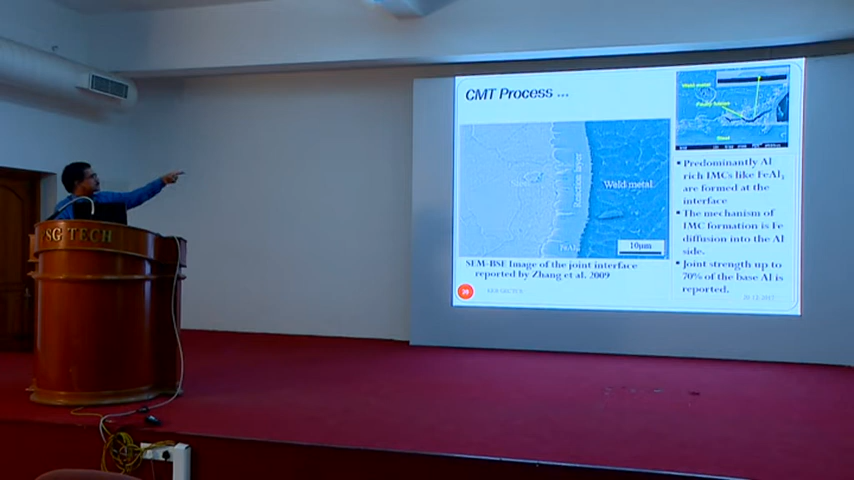 SG TECH
CMT Process ...
Weld metal
Steel
Reaction layer
Weld metal
10μm
SEM-BSE Image of the joint interface
reported by Zhang et al. 2009
▪ Predominantly Al
rich IMCs like FeAl₃
are formed at the
interface
▪ The mechanism of
IMC formation is Fe
diffusion into the Al
side.
▪ Joint strength up to
70% of the base Al is
reported.
20-12-2017